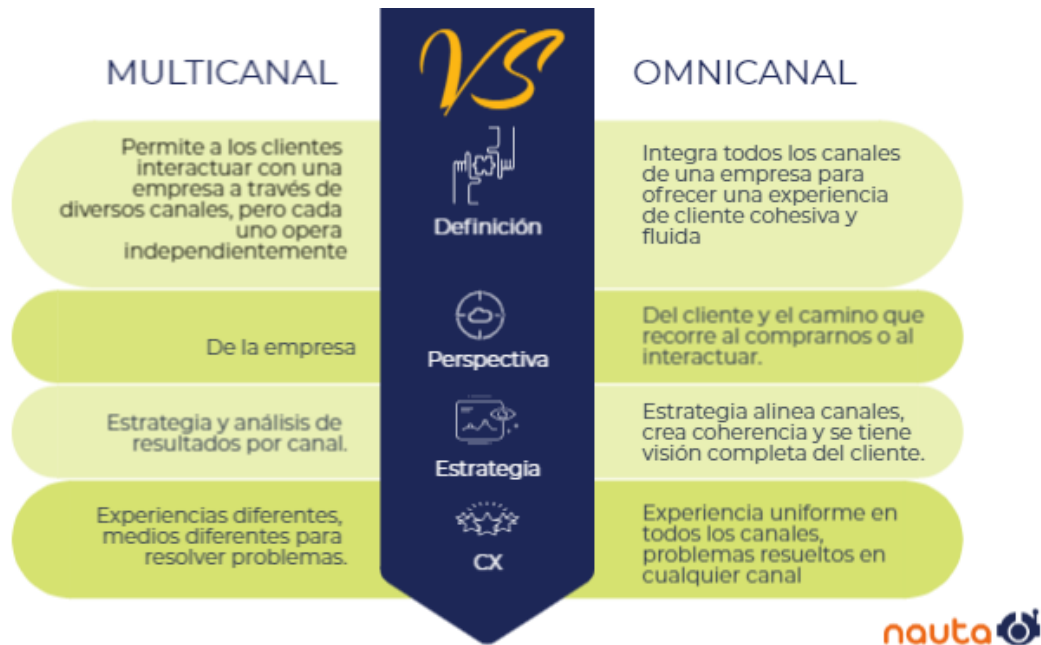 MULTICANAL
VS
OMNICANAL
Permite a los clientes
interactuar con una
empresa a través de
diversos canales, pero cada
uno opera
independientemente
Definición
Integra todos los canales
de una empresa para
ofrecer una experiencia
de cliente cohesiva y
fluida
De la empresa
Perspectiva
Del cliente y el camino que
recorre al comprarnos o al
interactuar.
Estrategia y análisis de
resultados por canal.
Estrategia
Estrategia alinea canales,
crea coherencia y se tiene
visión completa del cliente.
Experiencias diferentes,
medios diferentes para
resolver problemas.
CX
Experiencia uniforme en
todos los canales,
problemas resueltos en
cualquier canal
nauta